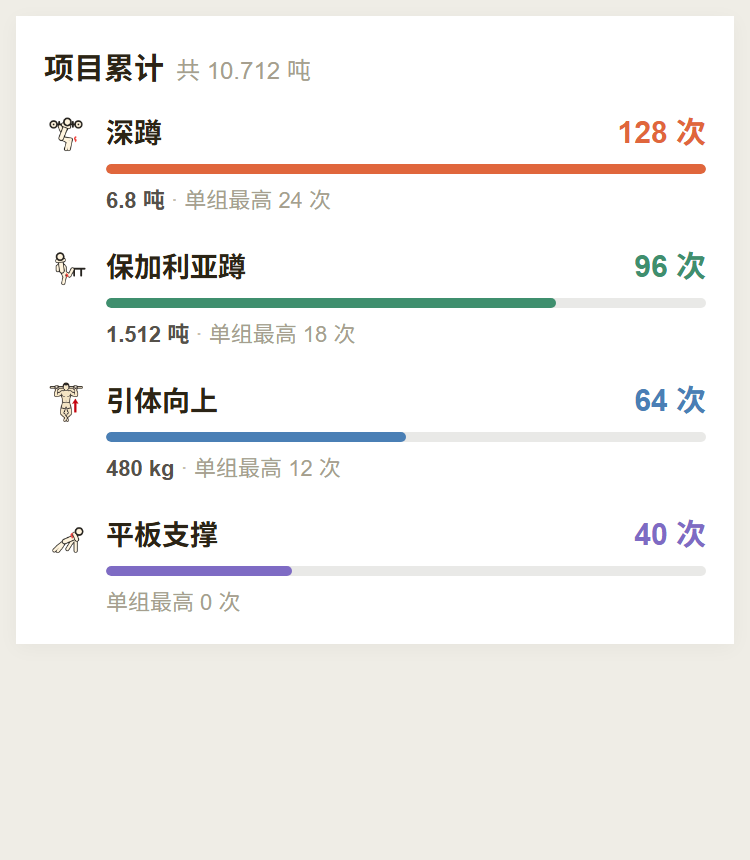 项目累计 共 10.712 吨
深蹲 128 次
6.8 吨 · 单组最高 24 次
保加利亚蹲 96 次
1.512 吨 · 单组最高 18 次
引体向上 64 次
480 kg · 单组最高 12 次
平板支撑 40 次
单组最高 0 次